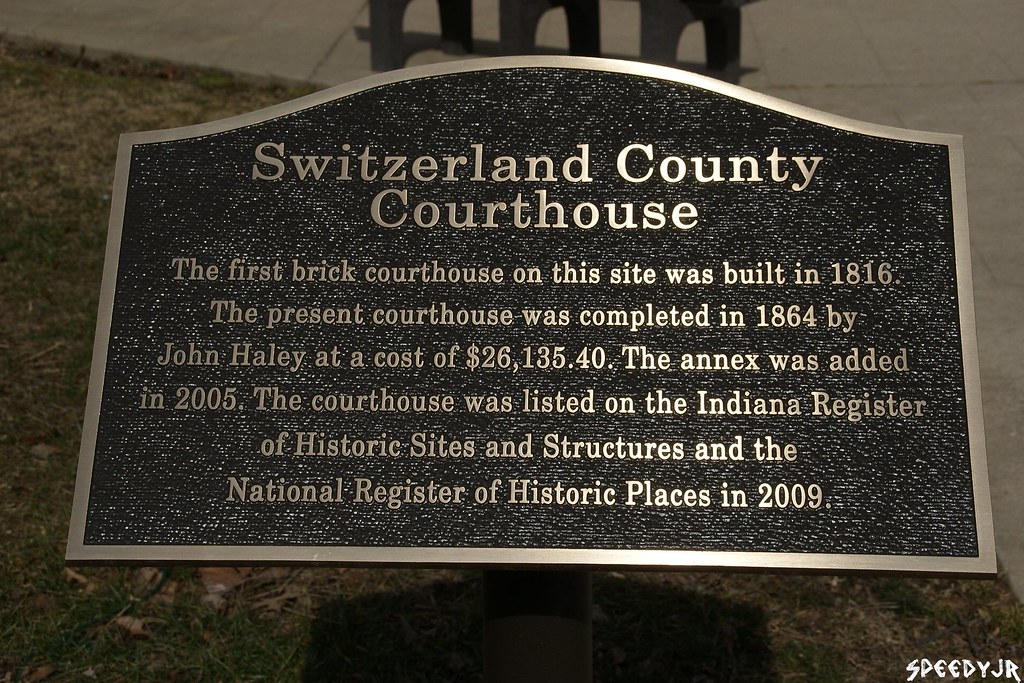 Switzerland County
Courthouse
The first brick courthouse on this site was built in 1816.
The present courthouse was completed in 1864 by
John Haley at a cost of $26,135.40. The annex was added
in 2005. The courthouse was listed on the Indiana Register
of Historic Sites and Structures and the
National Register of Historic Places in 2009.
SPEEDYJR